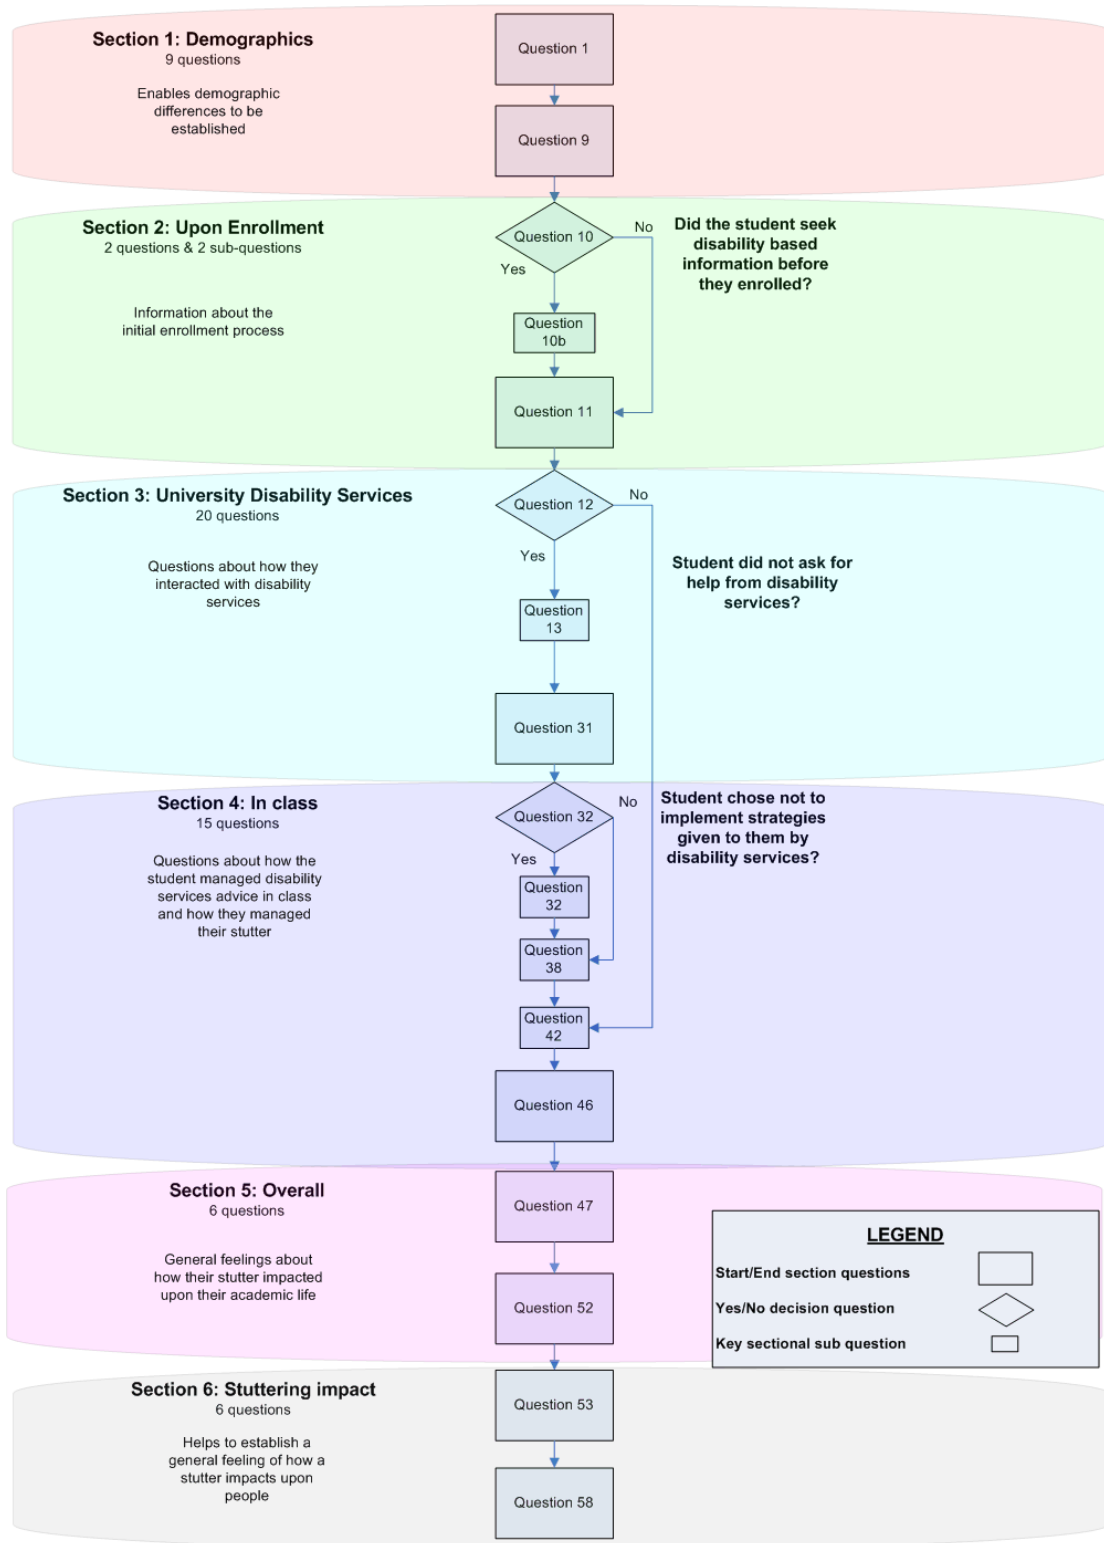 Section 1: Demographics
9 questions
Enables demographic
differences to be
established
Question 1
Question 9
Section 2: Upon Enrollment
2 questions & 2 sub-questions
Information about the
initial enrollment process
Question 10
No
Yes
Did the student seek
disability based
information before
they enrolled?
Question
10b
Question 11
Section 3: University Disability Services
20 questions
Questions about how they
interacted with disability
services
Question 12
No
Yes
Student did not ask for
help from disability
services?
Question
13
Question 31
Section 4: In class
15 questions
Questions about how the
student managed disability
services advice in class
and how they managed
their stutter
Question 32
No
Yes
Student chose not to
implement strategies
given to them by
disability services?
Question
32
Question
38
Question
42
Question 46
Section 5: Overall
6 questions
General feelings about
how their stutter impacted
upon their academic life
Question 47
Question 52
LEGEND
Start/End section questions
Yes/No decision question
Key sectional sub question
Section 6: Stuttering impact
6 questions
Helps to establish a
general feeling of how a
stutter impacts upon
people
Question 53
Question 58